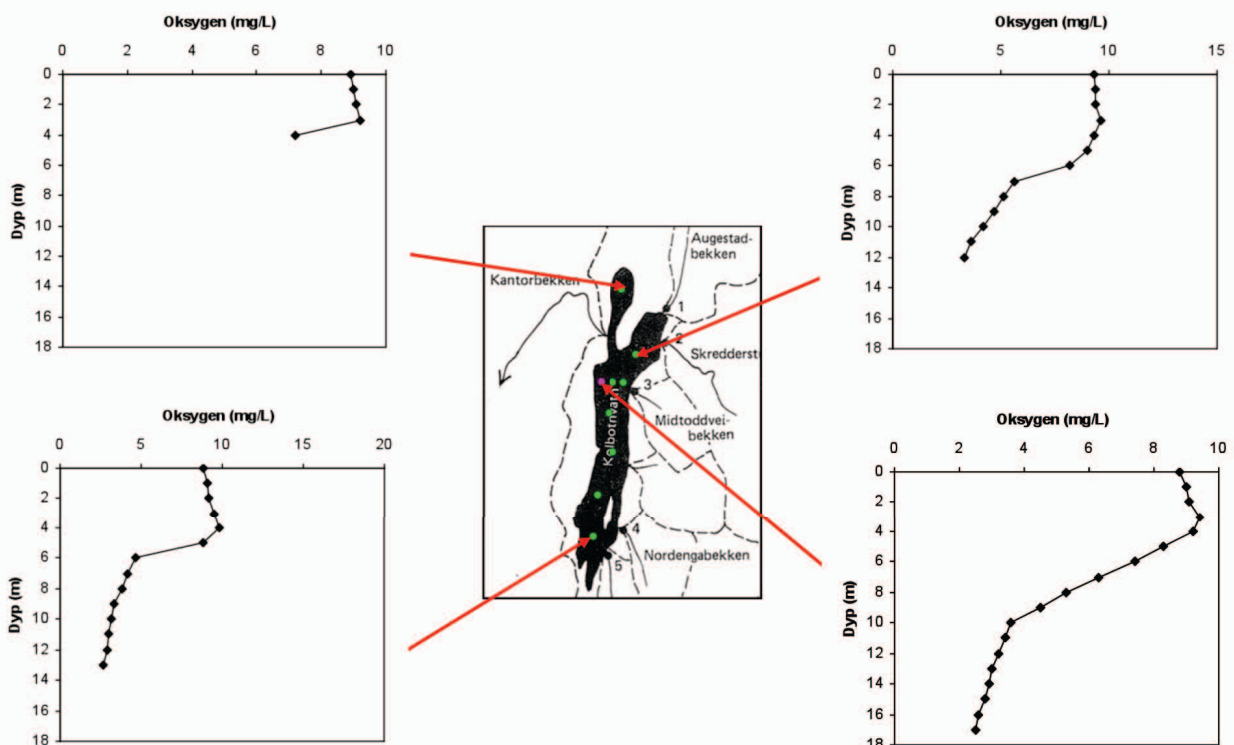 Oksygen (mg/L)
0 2 4 6 8 10
0
2
4
6
8
10
12
14
16
18
Dyp (m)
Oksygen (mg/L)
0 5 10 15
0
2
4
6
8
10
12
14
16
18
Dyp (m)
Augestad-
bekken
Kantorbekken
1
2
Skredderst
3
Kolbotnvann
Midtoddvei-
bekken
4
Nordengabekken
5
Oksygen (mg/L)
0 5 10 15 20
0
2
4
6
8
10
12
14
16
18
Dyp (m)
Oksygen (mg/L)
0 2 4 6 8 10
0
2
4
6
8
10
12
14
16
18
Dyp (m)